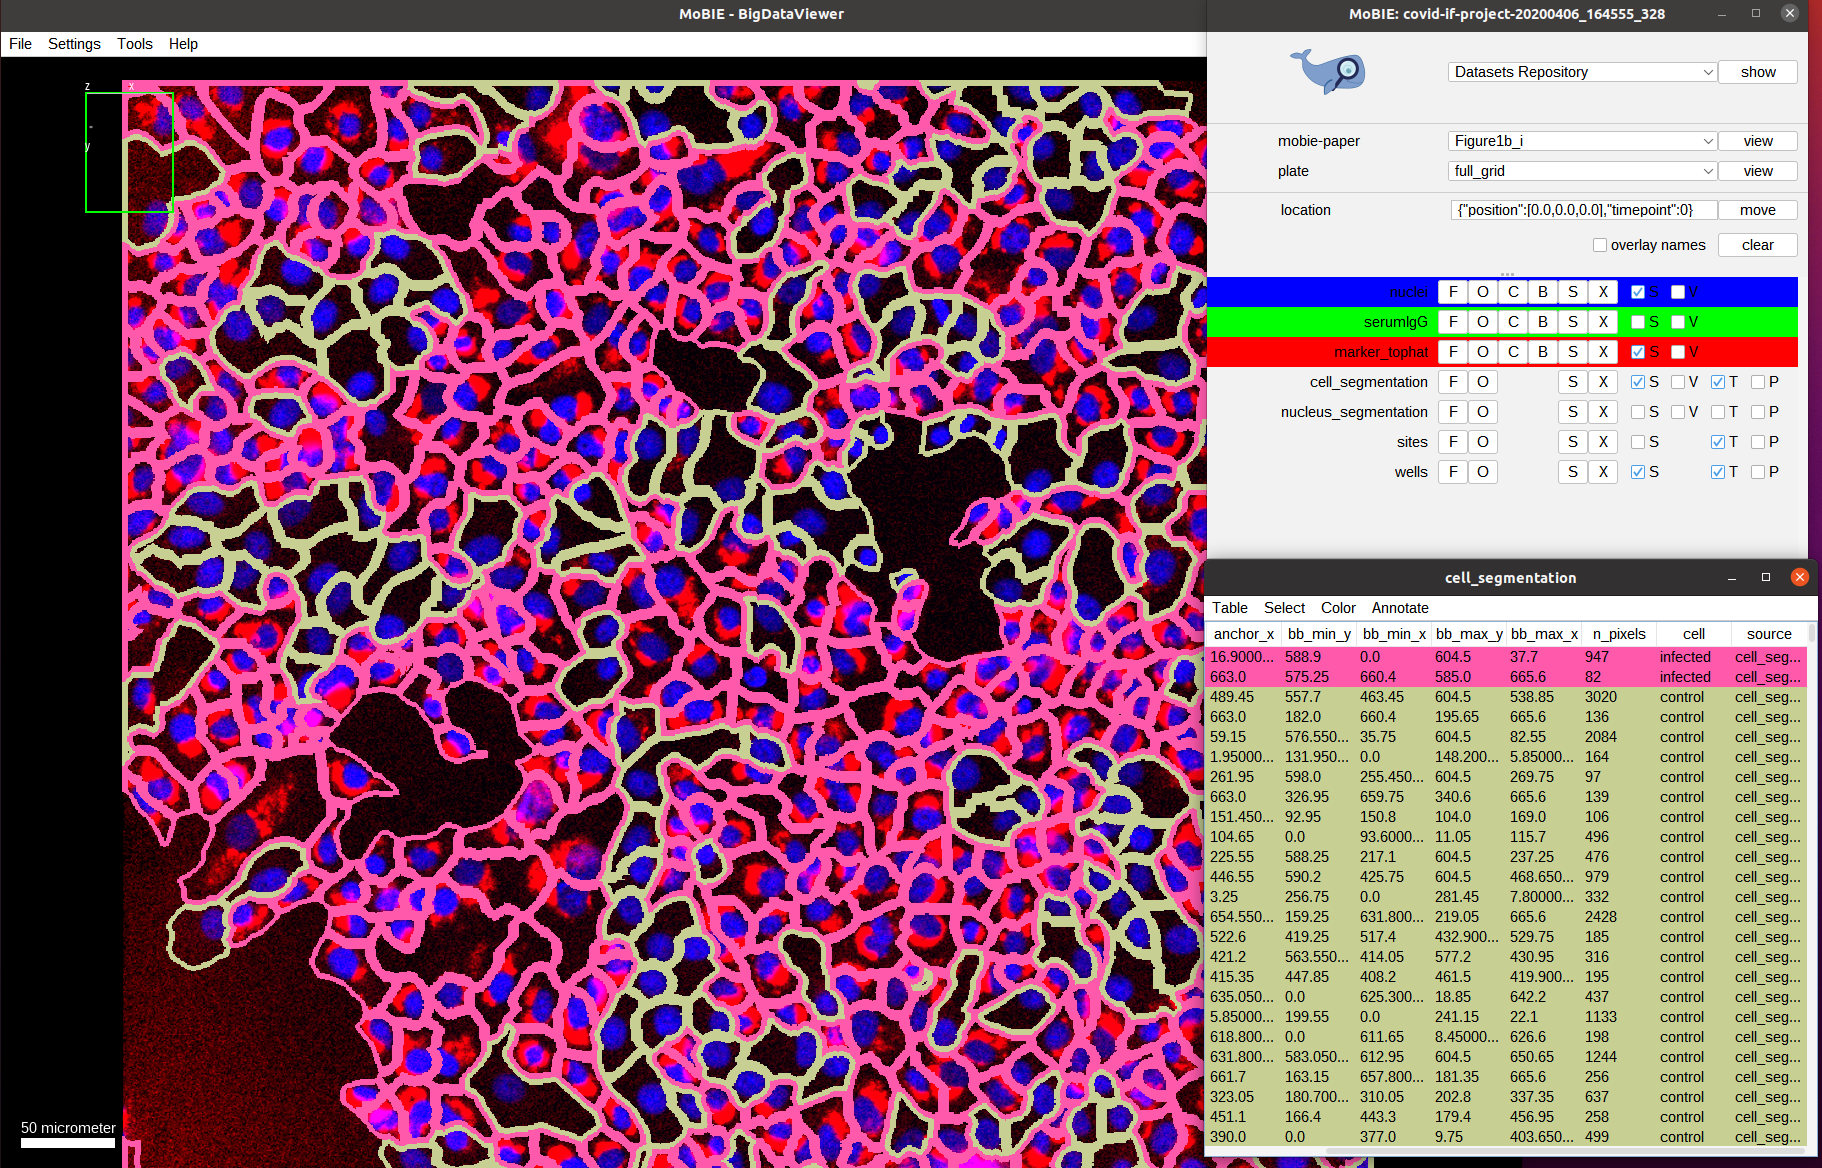 MoBIE - BigDataViewer
File Settings Tools Help
z x
y
50 micrometer
MoBIE: covid-if-project-20200406_164555_328
Datasets Repository show
mobie-paper Figure1b_i view
plate full_grid view
location {"position":[0.0,0.0,0.0],"timepoint":0} move
overlay names clear
nuclei F O C B S X S V
serumIgG F O C B S X S V
marker_tophat F O C B S X S V
cell_segmentation F O S X S V T P
nucleus_segmentation F O S X S V T P
sites F O S X S T P
wells F O S X S T P
cell_segmentation
Table Select Color Annotate
anchor_x bb_min_y bb_min_x bb_max_y bb_max_x n_pixels cell source
16.9000... 588.9 0.0 604.5 37.7 947 infected cell_seg...
663.0 575.25 660.4 585.0 665.6 82 infected cell_seg...
489.45 557.7 463.45 604.5 538.85 3020 control cell_seg...
663.0 182.0 660.4 195.65 665.6 136 control cell_seg...
59.15 576.550... 35.75 604.5 82.55 2084 control cell_seg...
1.95000... 131.950... 0.0 148.200... 5.85000... 164 control cell_seg...
261.95 598.0 255.450... 604.5 269.75 97 control cell_seg...
663.0 326.95 659.75 340.6 665.6 139 control cell_seg...
151.450... 92.95 150.8 104.0 169.0 106 control cell_seg...
104.65 0.0 93.6000... 11.05 115.7 496 control cell_seg...
225.55 588.25 217.1 604.5 237.25 476 control cell_seg...
446.55 590.2 425.75 604.5 468.650... 979 control cell_seg...
3.25 256.75 0.0 281.45 7.80000... 332 control cell_seg...
654.550... 159.25 631.800... 219.05 665.6 2428 control cell_seg...
522.6 419.25 517.4 432.900... 529.75 185 control cell_seg...
421.2 563.550... 414.05 577.2 430.95 316 control cell_seg...
415.35 447.85 408.2 461.5 419.900... 195 control cell_seg...
635.050... 0.0 625.300... 18.85 642.2 437 control cell_seg...
5.85000... 199.55 0.0 241.15 22.1 1133 control cell_seg...
618.800... 0.0 611.65 8.45000... 626.6 198 control cell_seg...
631.800... 583.050... 612.95 604.5 650.65 1244 control cell_seg...
661.7 163.15 657.800... 181.35 665.6 256 control cell_seg...
323.05 180.700... 310.05 202.8 337.35 637 control cell_seg...
451.1 166.4 443.3 179.4 456.95 258 control cell_seg...
390.0 0.0 377.0 9.75 403.650... 499 control cell_seg...